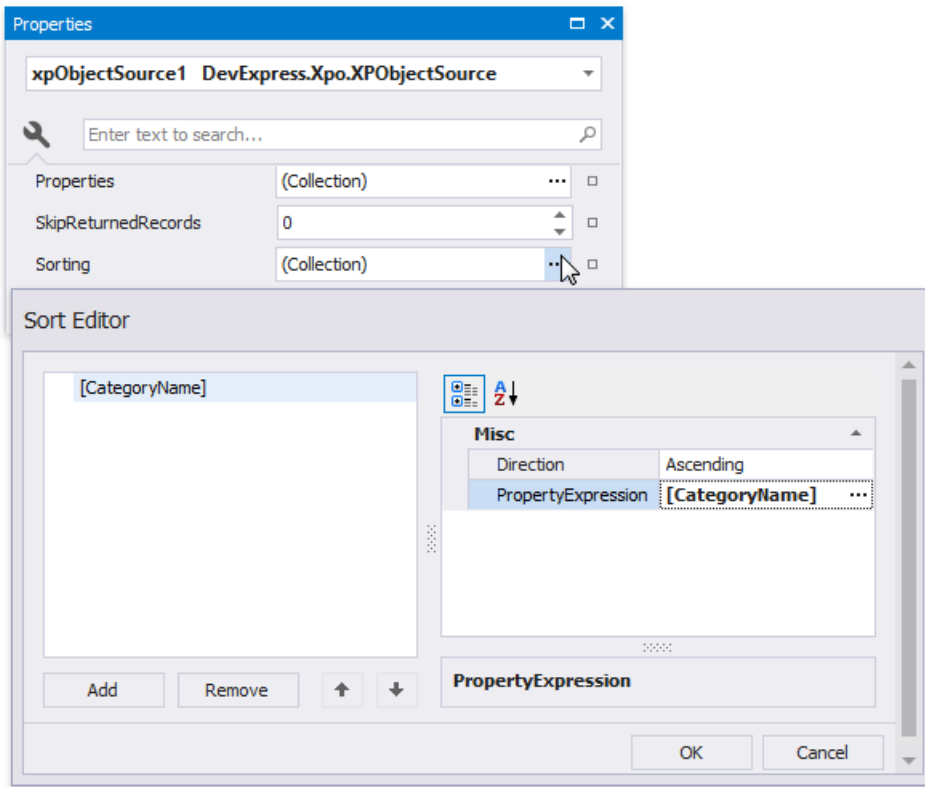 Properties
xpObjectSource1 DevExpress.Xpo.XPObjectSource
Enter text to search...
Properties (Collection) ...
SkipReturnedRecords 0
Sorting (Collection) ...
Sort Editor
[CategoryName]
AZ
Misc
Direction Ascending
PropertyExpression [CategoryName] ...
Add Remove
PropertyExpression
OK Cancel